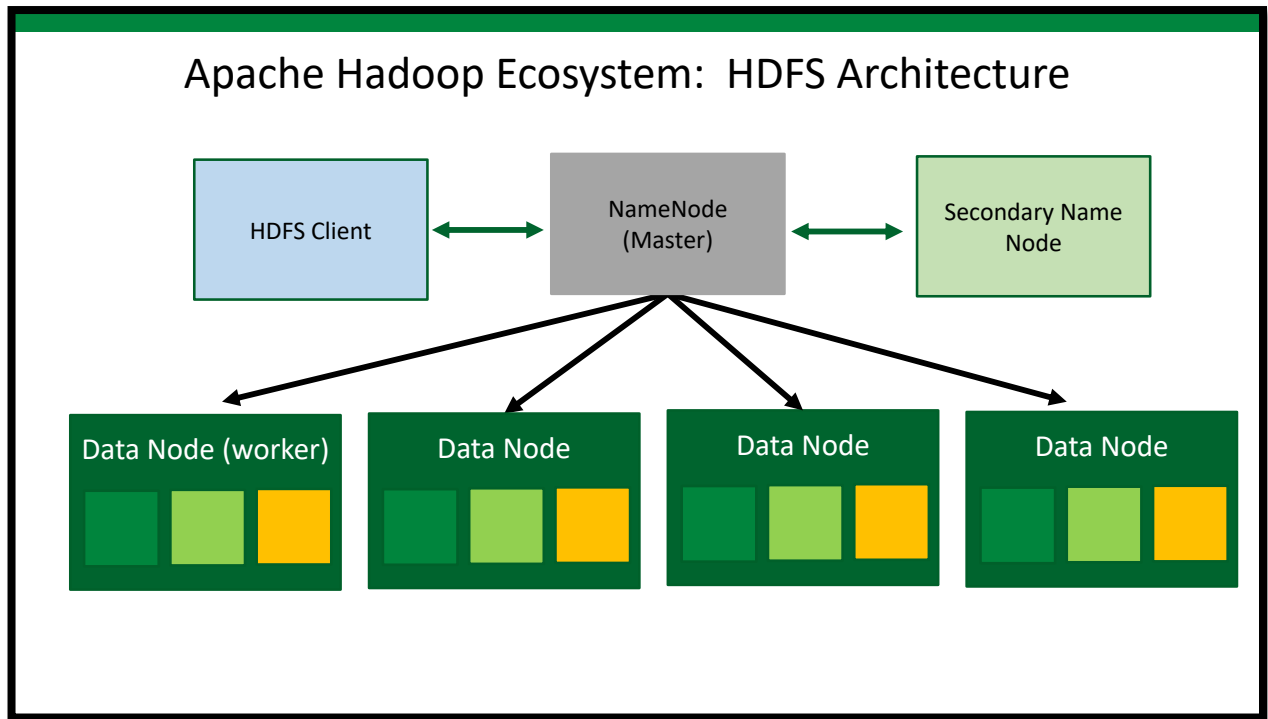 Apache Hadoop Ecosystem: HDFS Architecture
HDFS Client
NameNode
(Master)
Secondary Name
Node
Data Node (worker)
Data Node
Data Node
Data Node